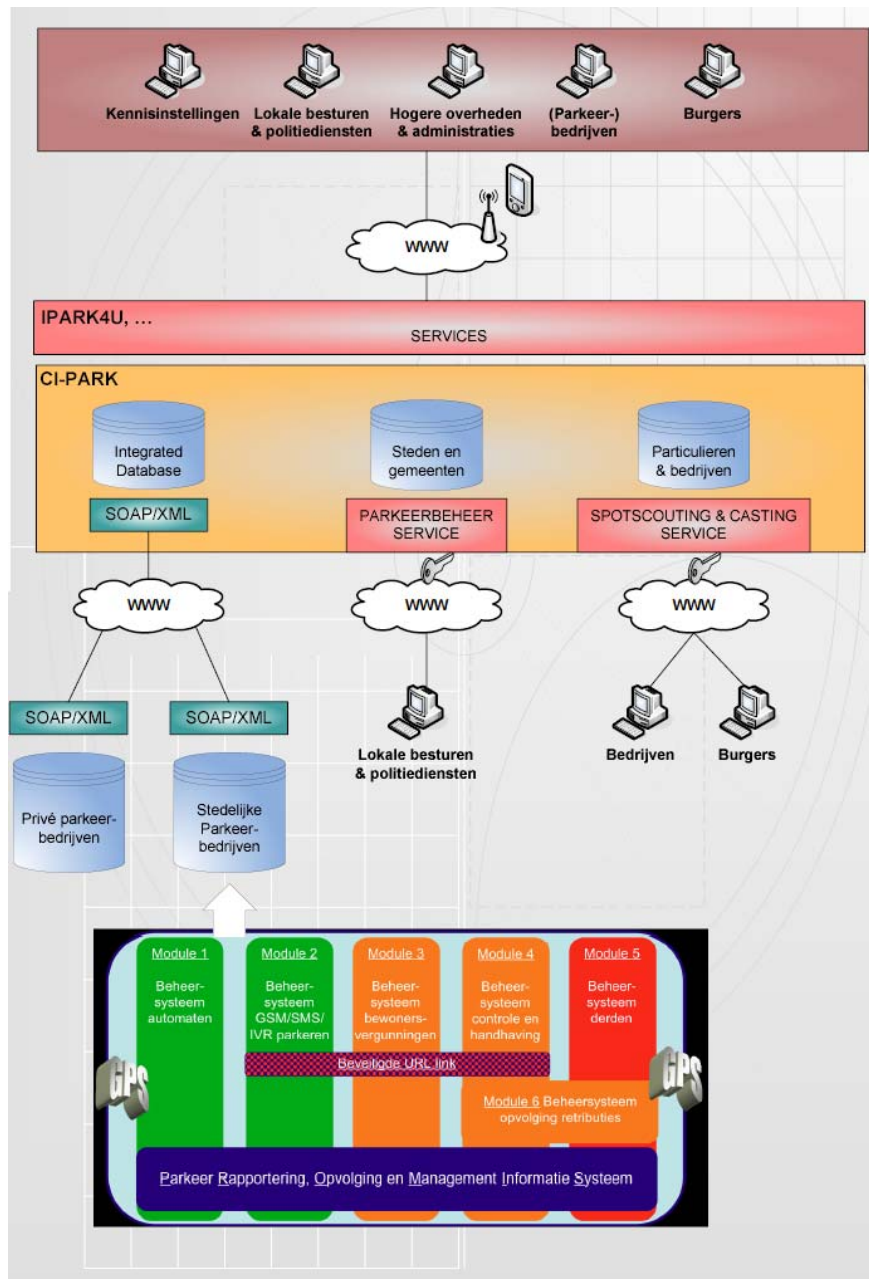 Kennisinstellingen
Lokale besturen
& politiediensten
Hogere overheden
& administraties
(Parkeer-)
bedrijven
Burgers
WWW
IPARK4U, ...
SERVICES
CI-PARK
Integrated
Database
Steden en
gemeenten
Particulieren
& bedrijven
SOAP/XML
PARKEERBEHEER
SERVICE
SPOTSCOUTING & CASTING
SERVICE
WWW
WWW
WWW
SOAP/XML
SOAP/XML
Lokale besturen
& politiediensten
Bedrijven
Burgers
Privé parkeer-
bedrijven
Stedelijke
Parkeer-
bedrijven
Module 1
Beheer-
systeem
automaten
Module 2
Beheer-
systeem
GSM/SMS/
IVR parkeren
Module 3
Beheer-
systeem
bewoners-
vergunningen
Module 4
Beheer-
systeem
controle en
handhaving
Module 5
Beheer-
systeem
derden
Beveiligde URL link
GPS
GPS
Module 6 Beheersysteem
opvolging retributies
Parkeer Rapportering, Opvolging en Management Informatie Systeem